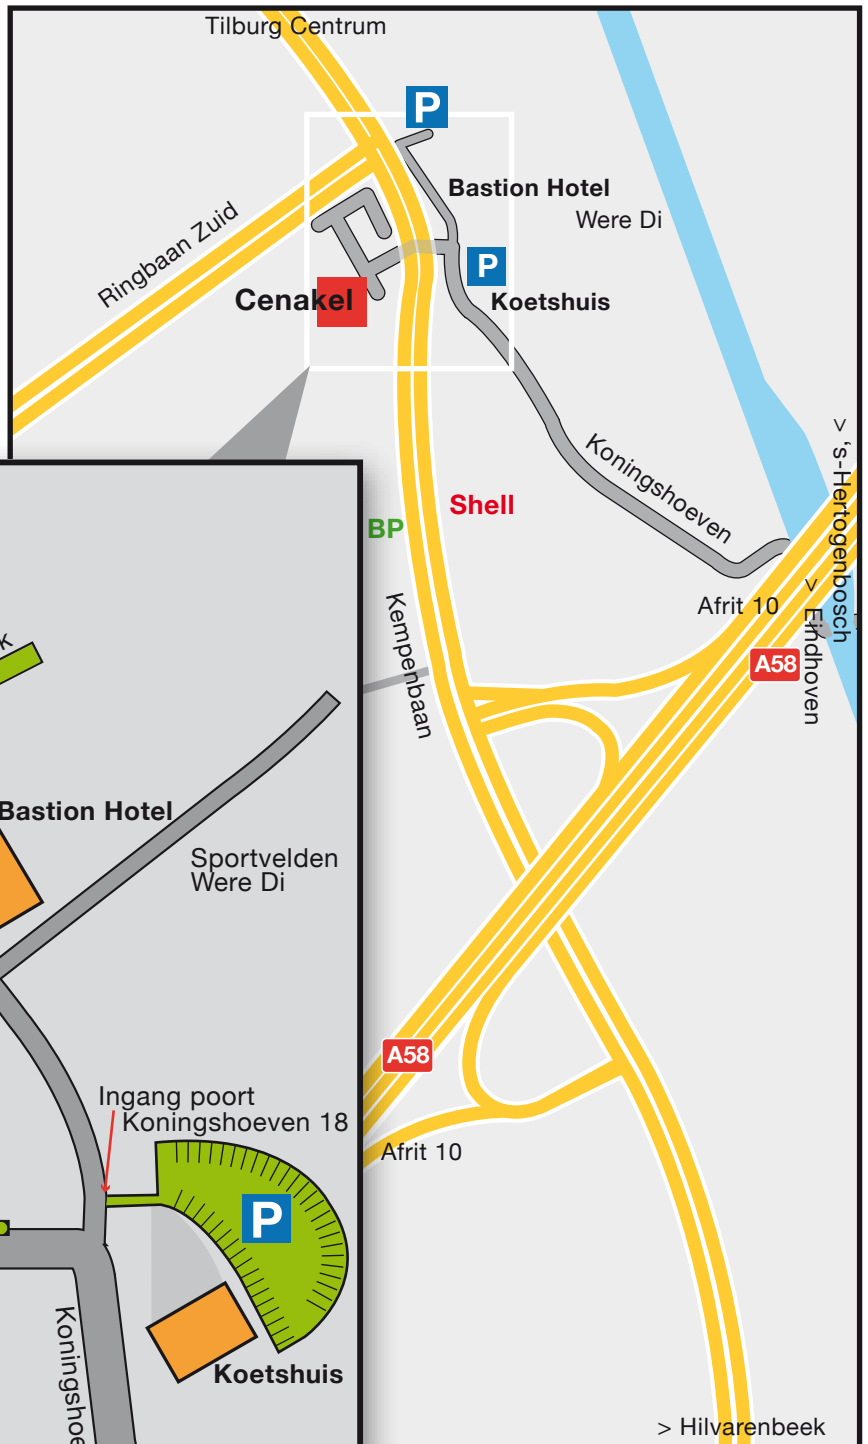 Tilburg Centrum
P
Bastion Hotel
Were Di
Ringbaan Zuid
P
Cenakel
Koetshuis
> 's-Hertogenbosch
Koningshoeven
Shell
BP
> Eindhoven
Kempenbaan
Afrit 10
A58
k
Bastion Hotel
Sportvelden
Were Di
A58
Ingang poort
Koningshoeven 18
Afrit 10
P
Koningshoe
Koetshuis
> Hilvarenbeek